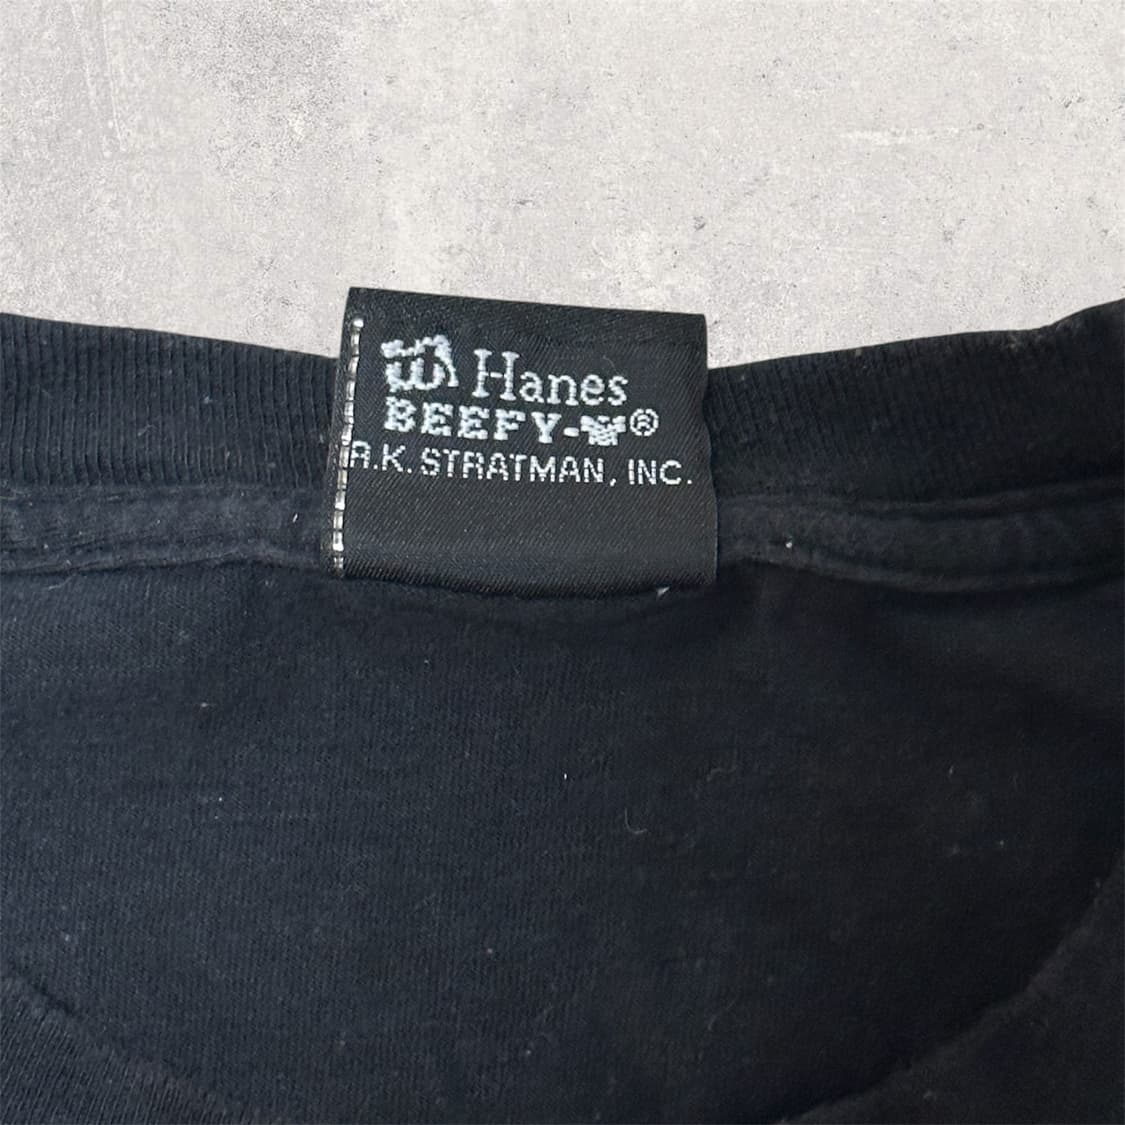 Hanes
BEEFY-T®
R.K. STRATMAN, INC.